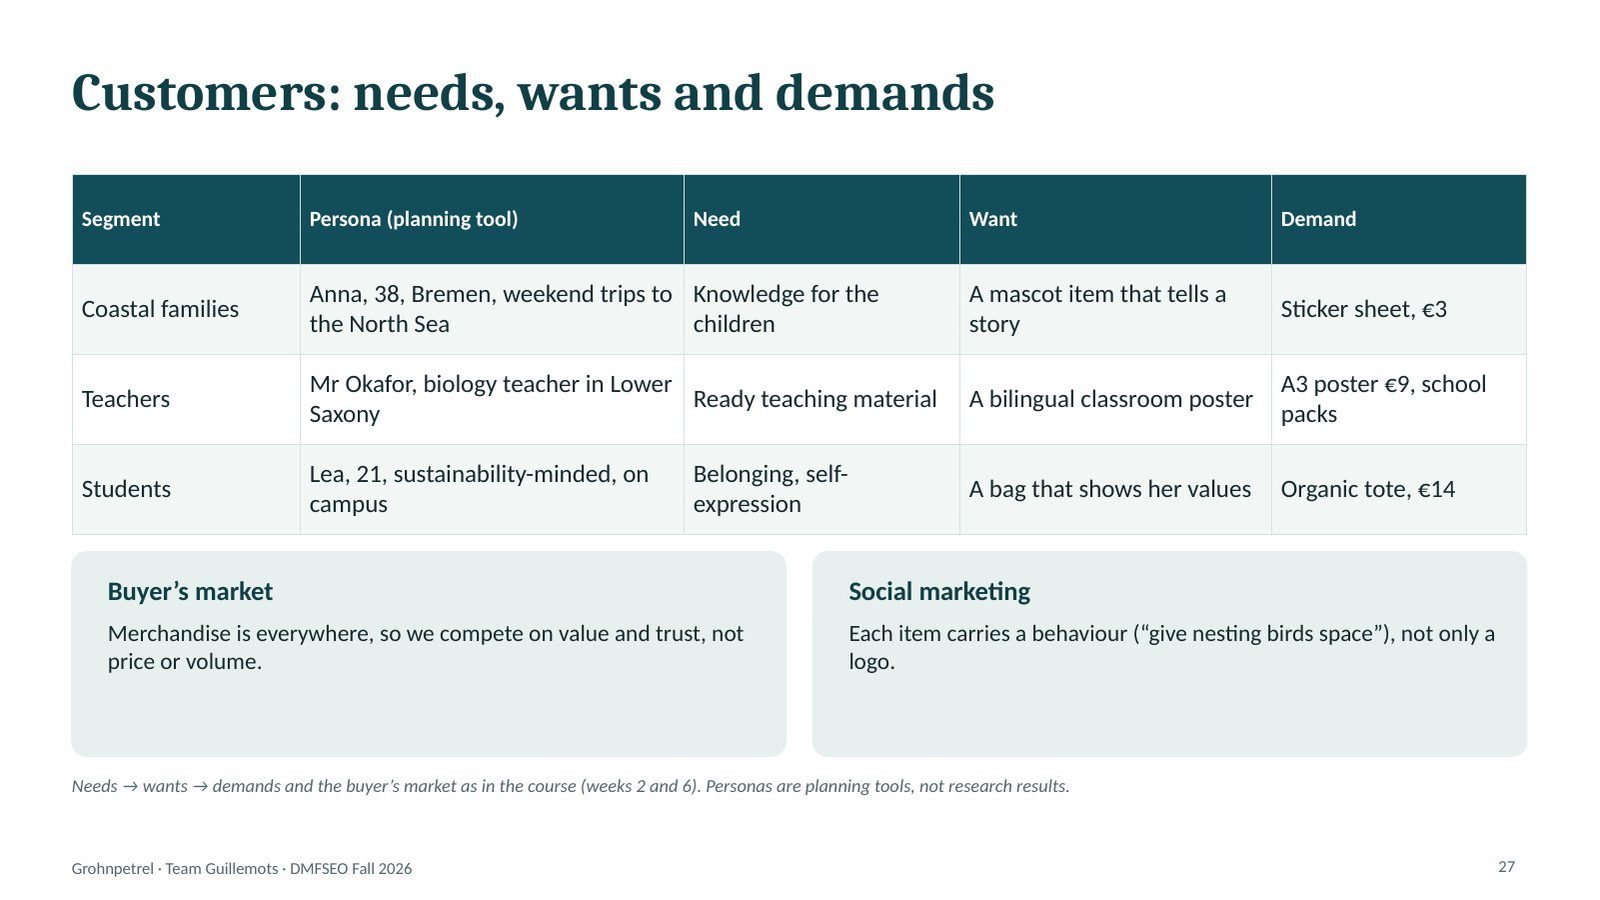 Customers: needs, wants and demands
Segment
Persona (planning tool)
Need
Want
Demand
Coastal families
Anna, 38, Bremen, weekend trips to
the North Sea
Knowledge for the
children
A mascot item that tells a
story
Sticker sheet, €3
Teachers
Mr Okafor, biology teacher in Lower
Saxony
Ready teaching material
A bilingual classroom poster
A3 poster €9, school
packs
Students
Lea, 21, sustainability-minded, on
campus
Belonging, self-
expression
A bag that shows her values
Organic tote, €14
Buyer’s market
Merchandise is everywhere, so we compete on value and trust, not
price or volume.
Social marketing
Each item carries a behaviour (“give nesting birds space”), not only a
logo.
Needs → wants → demands and the buyer’s market as in the course (weeks 2 and 6). Personas are planning tools, not research results.
Grohnpetrel · Team Guillemots · DMFSEO Fall 2026
27